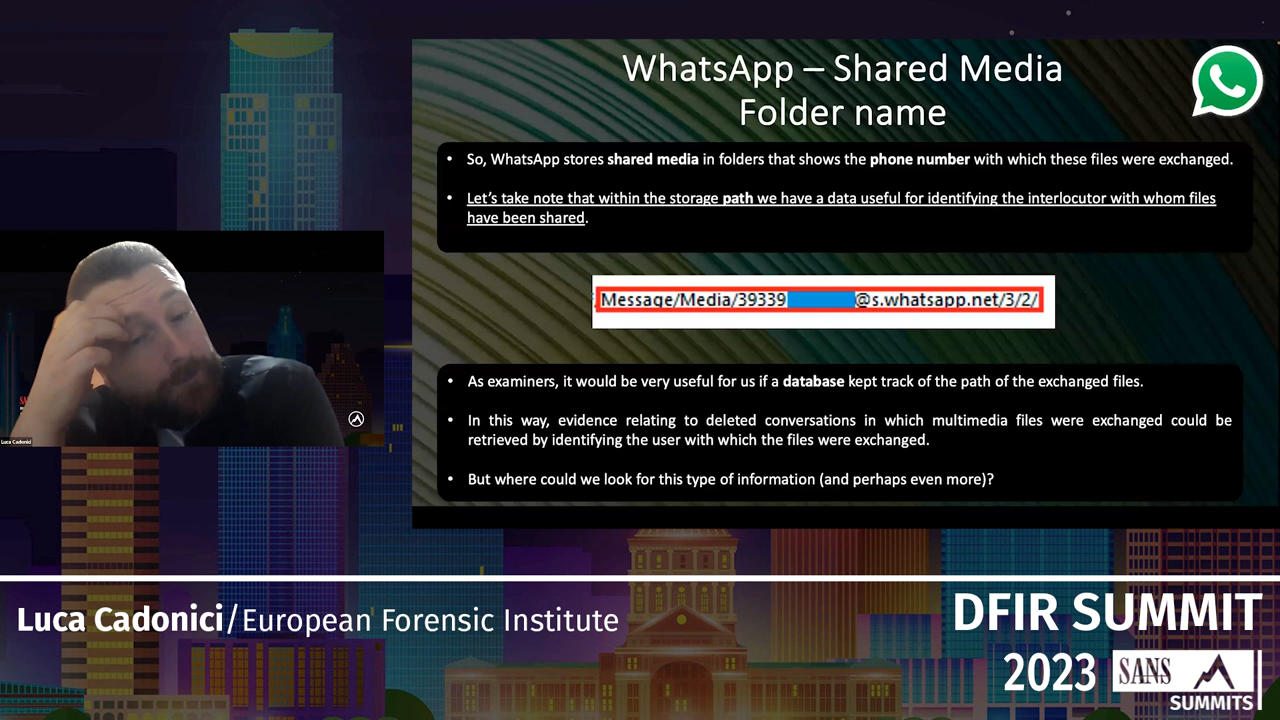 WhatsApp – Shared Media
Folder name
• So, WhatsApp stores shared media in folders that shows the phone number with which these files were exchanged.
• Let's take note that within the storage path we have a data useful for identifying the interlocutor with whom files
have been shared.
Message/Media/39339 @s.whatsapp.net/3/2/
• As examiners, it would be very useful for us if a database kept track of the path of the exchanged files.
• In this way, evidence relating to deleted conversations in which multimedia files were exchanged could be
retrieved by identifying the user with which the files were exchanged.
• But where could we look for this type of information (and perhaps even more)?
Luca Cadonici
Luca Cadonici/European Forensic Institute
DFIR SUMMIT
2023 SANS
SUMMITS